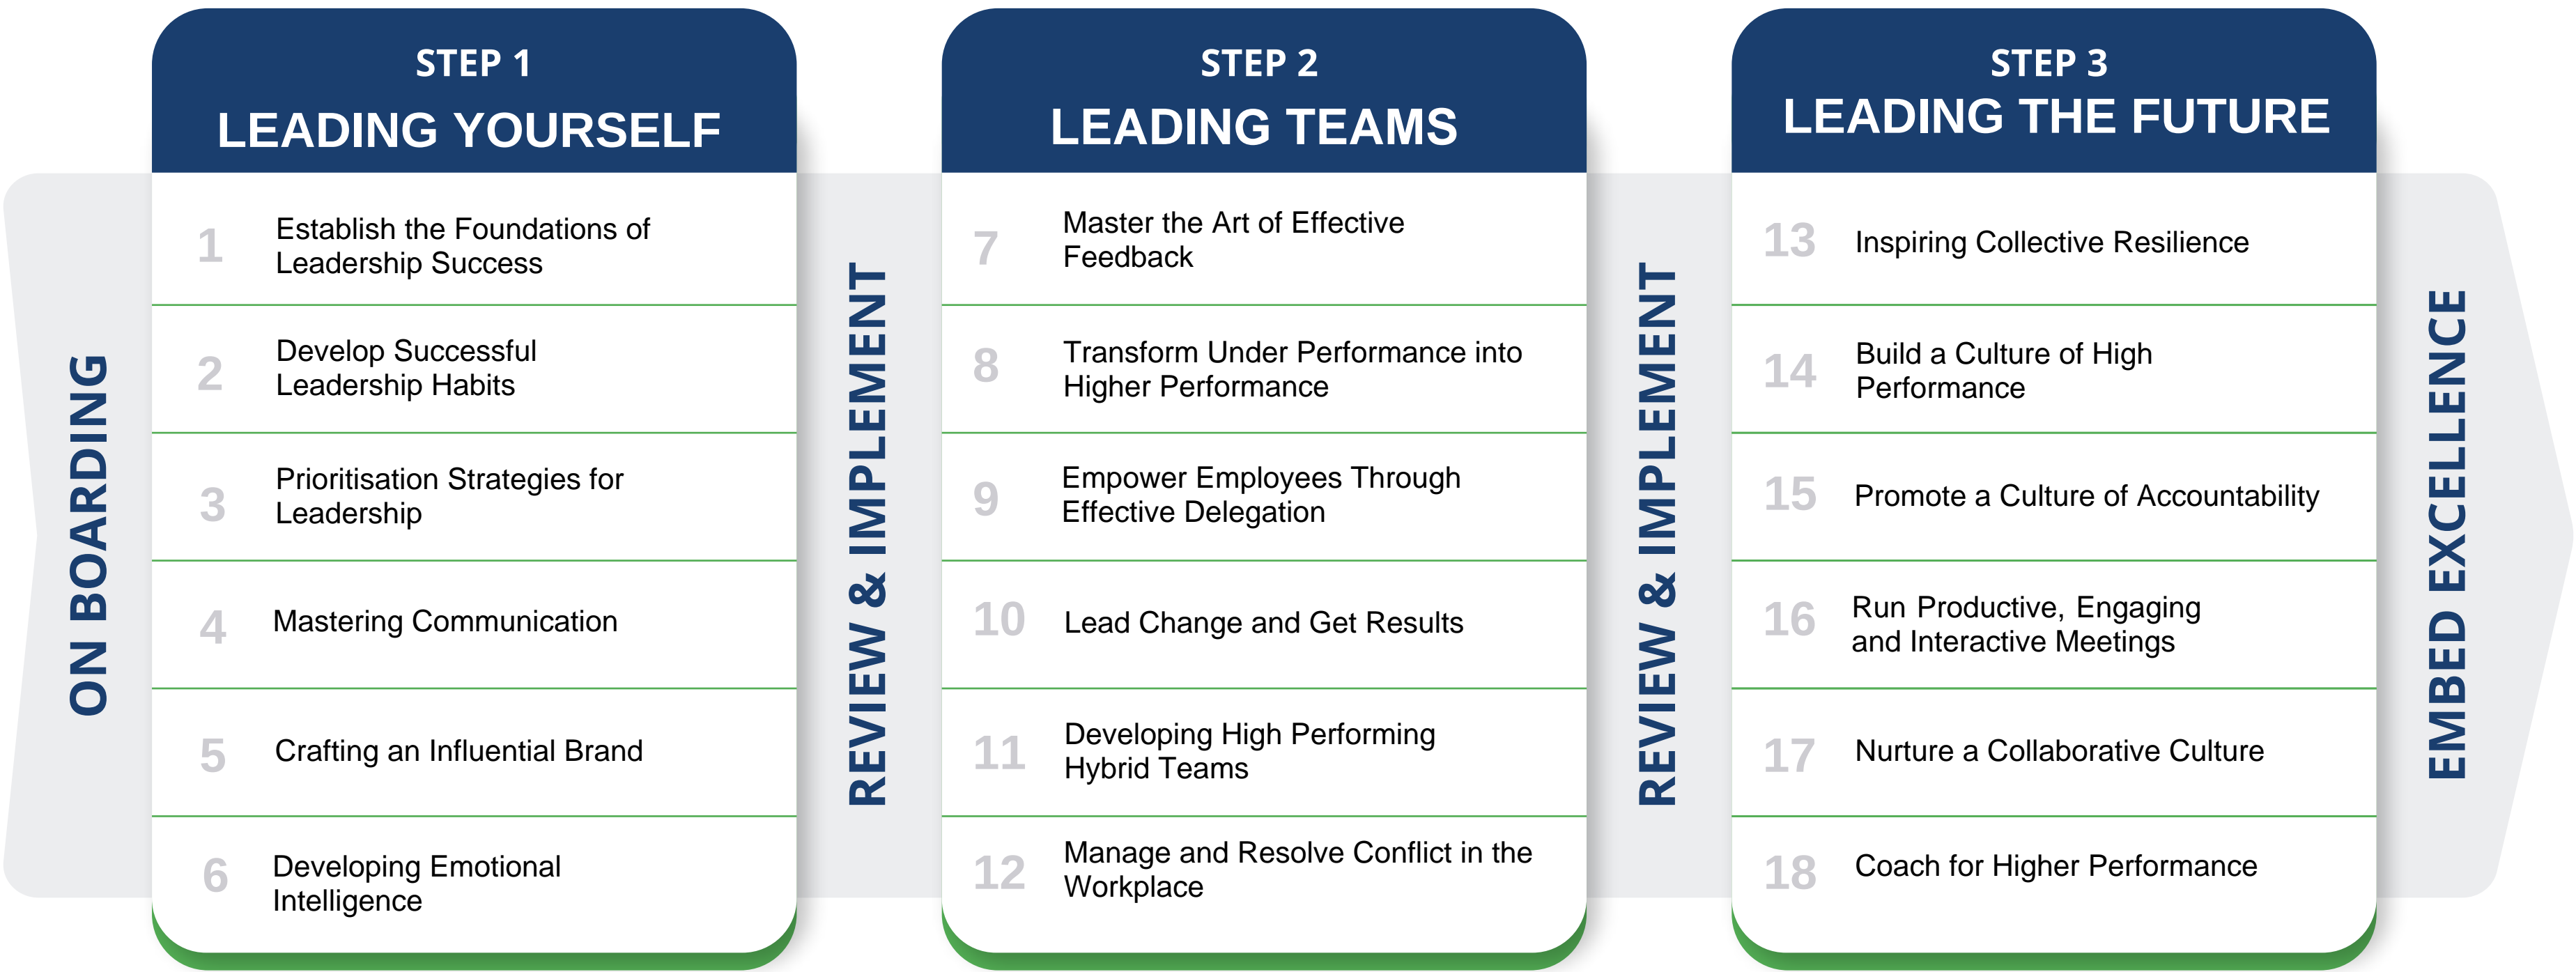 ON BOARDING
STEP 1
LEADING YOURSELF
1
Establish the Foundations of
Leadership Success
2
Develop Successful
Leadership Habits
3
Prioritisation Strategies for
Leadership
4
Mastering Communication
5
Crafting an Influential Brand
6
Developing Emotional
Intelligence
REVIEW & IMPLEMENT
STEP 2
LEADING TEAMS
7
Master the Art of Effective
Feedback
8
Transform Under Performance into
Higher Performance
9
Empower Employees Through
Effective Delegation
10
Lead Change and Get Results
11
Developing High Performing
Hybrid Teams
12
Manage and Resolve Conflict in the
Workplace
REVIEW & IMPLEMENT
STEP 3
LEADING THE FUTURE
13
Inspiring Collective Resilience
14
Build a Culture of High
Performance
15
Promote a Culture of Accountability
16
Run Productive, Engaging
and Interactive Meetings
17
Nurture a Collaborative Culture
18
Coach for Higher Performance
EMBED EXCELLENCE